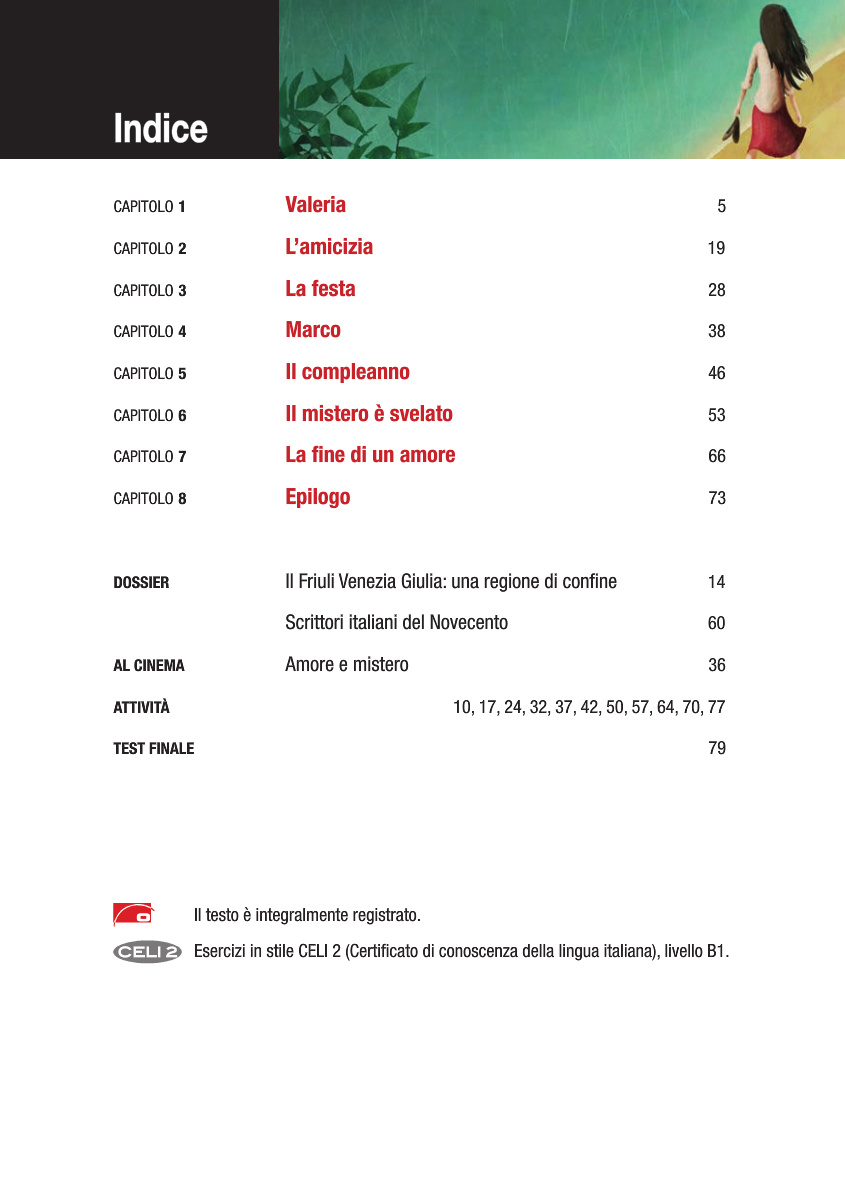 Indice
CAPITOLO 1 Valeria 5
CAPITOLO 2 L’amicizia 19
CAPITOLO 3 La festa 28
CAPITOLO 4 Marco 38
CAPITOLO 5 Il compleanno 46
CAPITOLO 6 Il mistero è svelato 53
CAPITOLO 7 La fine di un amore 66
CAPITOLO 8 Epilogo 73
DOSSIER Il Friuli Venezia Giulia: una regione di confine 14
Scrittori italiani del Novecento 60
AL CINEMA Amore e mistero 36
ATTIVITÀ 10, 17, 24, 32, 37, 42, 50, 57, 64, 70, 77
TEST FINALE 79
Il testo è integralmente registrato.
CELI 2 Esercizi in stile CELI 2 (Certificato di conoscenza della lingua italiana), livello B1.